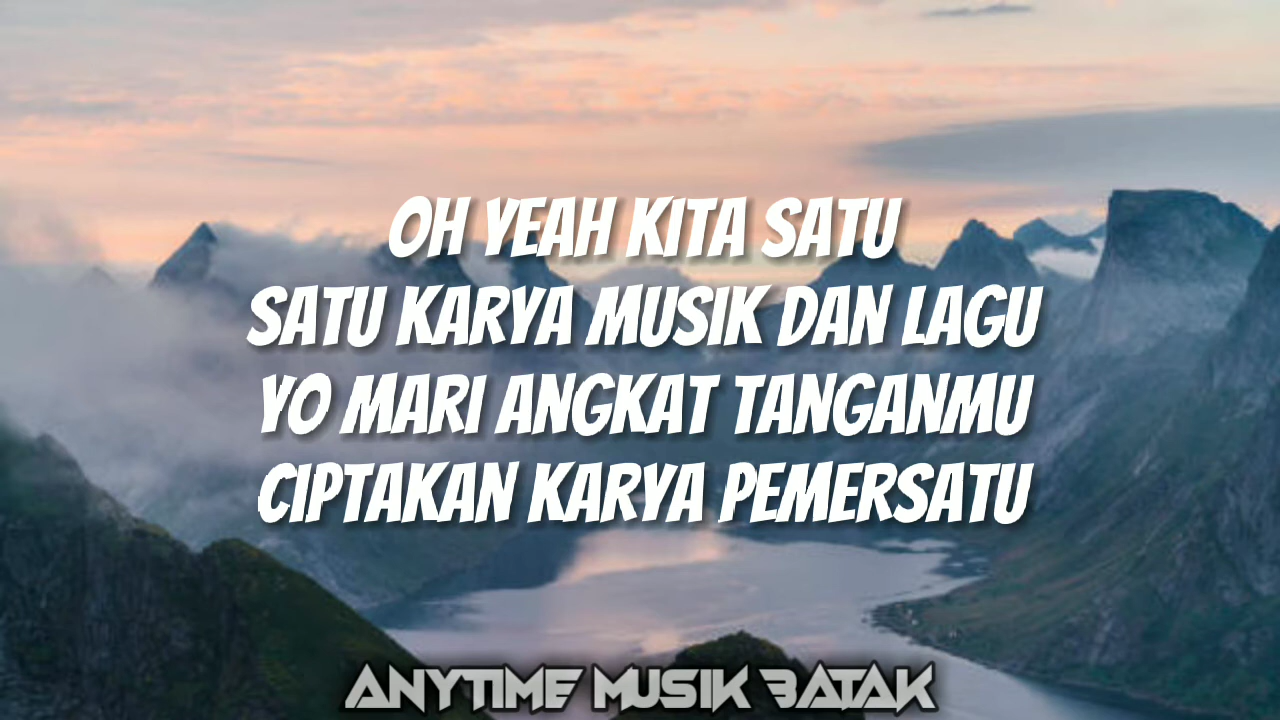 OH YEAH KITA SATU
SATU KARYA MUSIK DAN LAGU
YO MARI ANGKAT TANGANMU
CIPTAKAN KARYA PEMERSATU
ANYTIME MUSIK BATAK